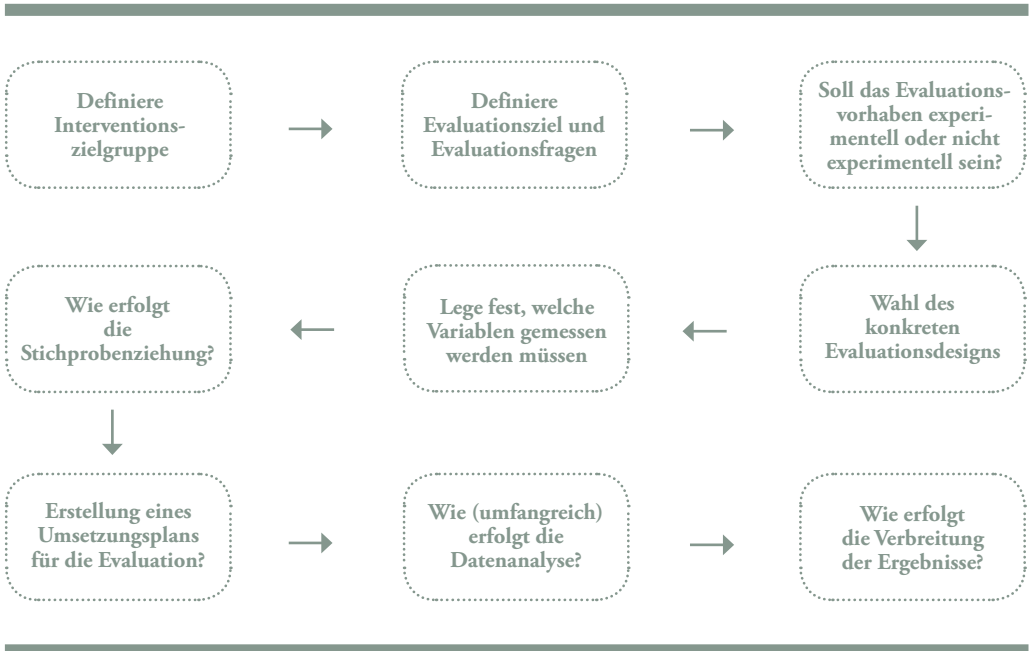 Definiere
Interventions-
zielgruppe
Definiere
Evaluationsziel und
Evaluationsfragen
Soll das Evaluations-
vorhaben experi-
mentell oder nicht
experimentell sein?
Wahl des
konkreten
Evaluationsdesigns
Lege fest, welche
Variablen gemessen
werden müssen
Wie erfolgt
die
Stichprobenziehung?
Erstellung eines
Umsetzungsplans
für die Evaluation?
Wie (umfangreich)
erfolgt die
Datenanalyse?
Wie erfolgt
die Verbreitung
der Ergebnisse?